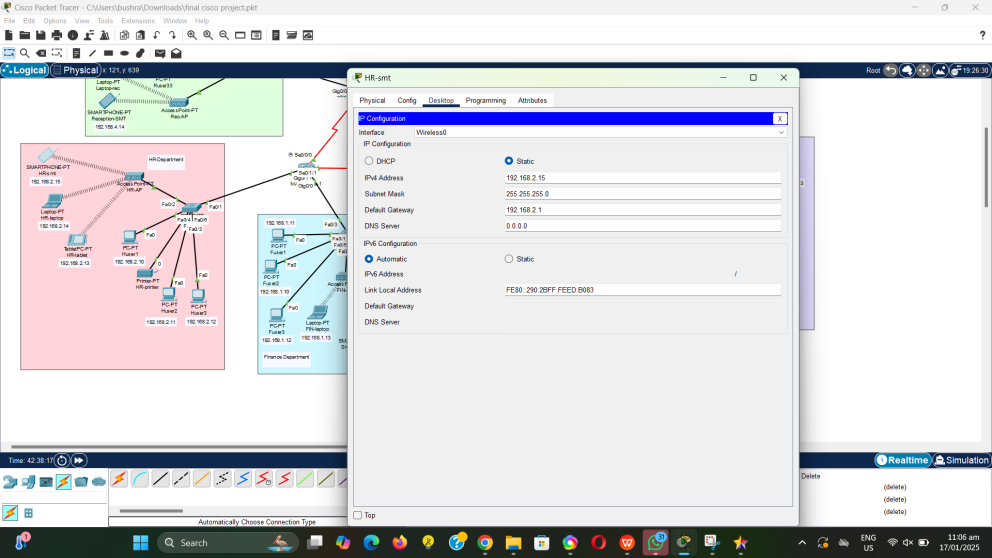 Cisco Packet Tracer - C:\Users\bushra\Downloads\final cisco project.pkt
File Edit Options View Tools Extensions Window Help
Logical Physical x: 121, y: 639
Root 19:26:30
HR-smt
Physical Config Desktop Programming Attributes
IP Configuration X
Interface Wireless0
IP Configuration
DHCP Static
IPv4 Address 192.168.2.15
Subnet Mask 255.255.255.0
Default Gateway 192.168.2.1
DNS Server 0.0.0.0
IPv6 Configuration
Automatic Static
IPv6 Address /
Link Local Address FE80::290:2BFF:FEED:B083
Default Gateway
DNS Server
Top
PC-PT
Ruser33
Laptop-PT
Laptop-rec
AccessPoint-PT
Rec-AP
SMARTPHONE-PT
Reception-SMT
192.168.4.14
HR-Department
SMARTPHONE-PT
HR-smt
192.168.2.15
HR-AP
Laptop-PT
HR-laptop
192.168.2.14
TabletPC-PT
HR-tablet
192.168.2.13
Fa0/2
Fa0/1
Fa0/3
PC-PT
Huser1
192.168.2.10
Fa0
Printer-PT
HR-printer
Fa0
PC-PT
Huser2
192.168.2.11
Fa0
PC-PT
Huser3
192.168.2.12
Se0/0/0
192.168.1.11
Fa0/3
PC-PT
Fuser1
Fa0
PC-PT
Fuser2
192.168.1.10
Fa0
Fa0
PC-PT
Fuser3
192.168.1.12
Laptop-PT
FIN-laptop
192.168.1.13
Finance Department
Time: 42:38:17
Realtime Simulation
Automatically Choose Connection Type
Delete
(delete)
(delete)
(delete)
1
Search
31
ENG
US
11:06 am
17/01/2025